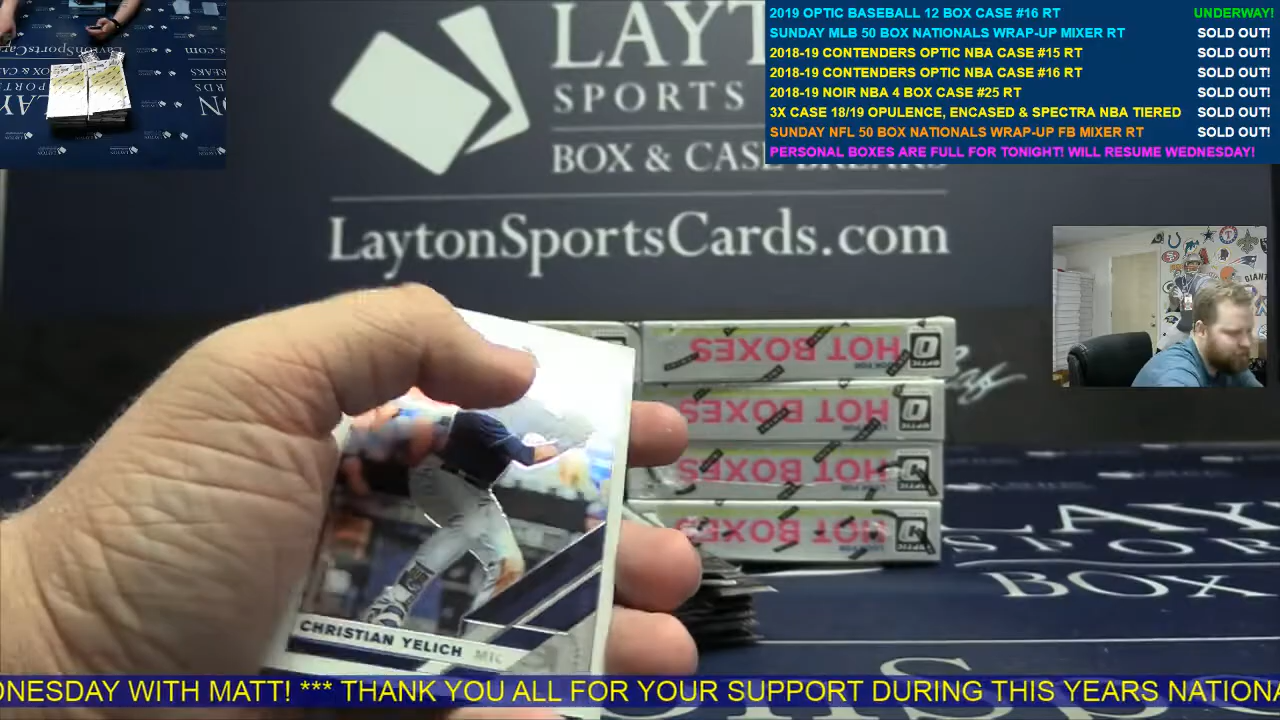 2019 OPTIC BASEBALL 12 BOX CASE #16 RT UNDERWAY!
SUNDAY MLB 50 BOX NATIONALS WRAP-UP MIXER RT SOLD OUT!
2018-19 CONTENDERS OPTIC NBA CASE #15 RT SOLD OUT!
2018-19 CONTENDERS OPTIC NBA CASE #16 RT SOLD OUT!
2018-19 NOIR NBA 4 BOX CASE #25 RT SOLD OUT!
3X CASE 18/19 OPULENCE, ENCASED & SPECTRA NBA TIERED SOLD OUT!
SUNDAY NFL 50 BOX NATIONALS WRAP-UP FB MIXER RT SOLD OUT!
PERSONAL BOXES ARE FULL FOR TONIGHT! WILL RESUME WEDNESDAY!
LAYT
SPORTS
BOX & CASE BREAKS
LaytonSportsCards.com
HOT BOXES
HOT BOXES
HOT BOXES
HOT BOXES
CHRISTIAN YELICH
LAY
SPOR
BOX
ONESDAY WITH MATT! *** THANK YOU ALL FOR YOUR SUPPORT DURING THIS YEARS NATIONA